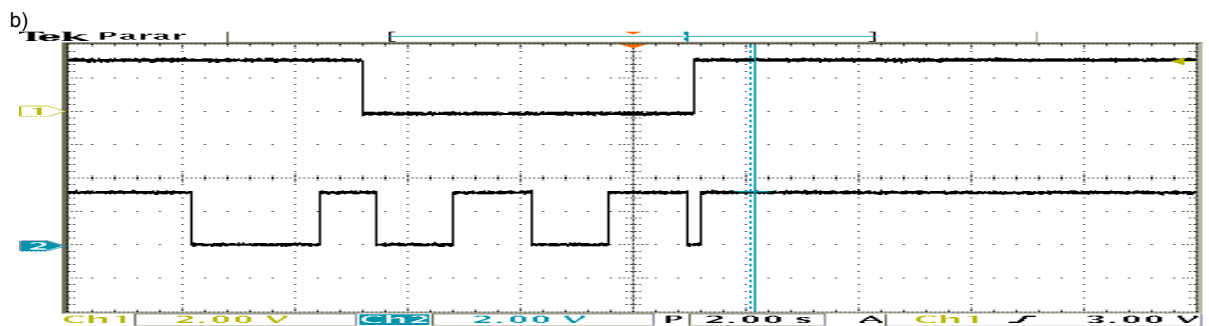 b)
Tek Parar
1
2
Ch1 2.00 V Ch2 2.00 V P 2.00 s A Ch1 3.00 V